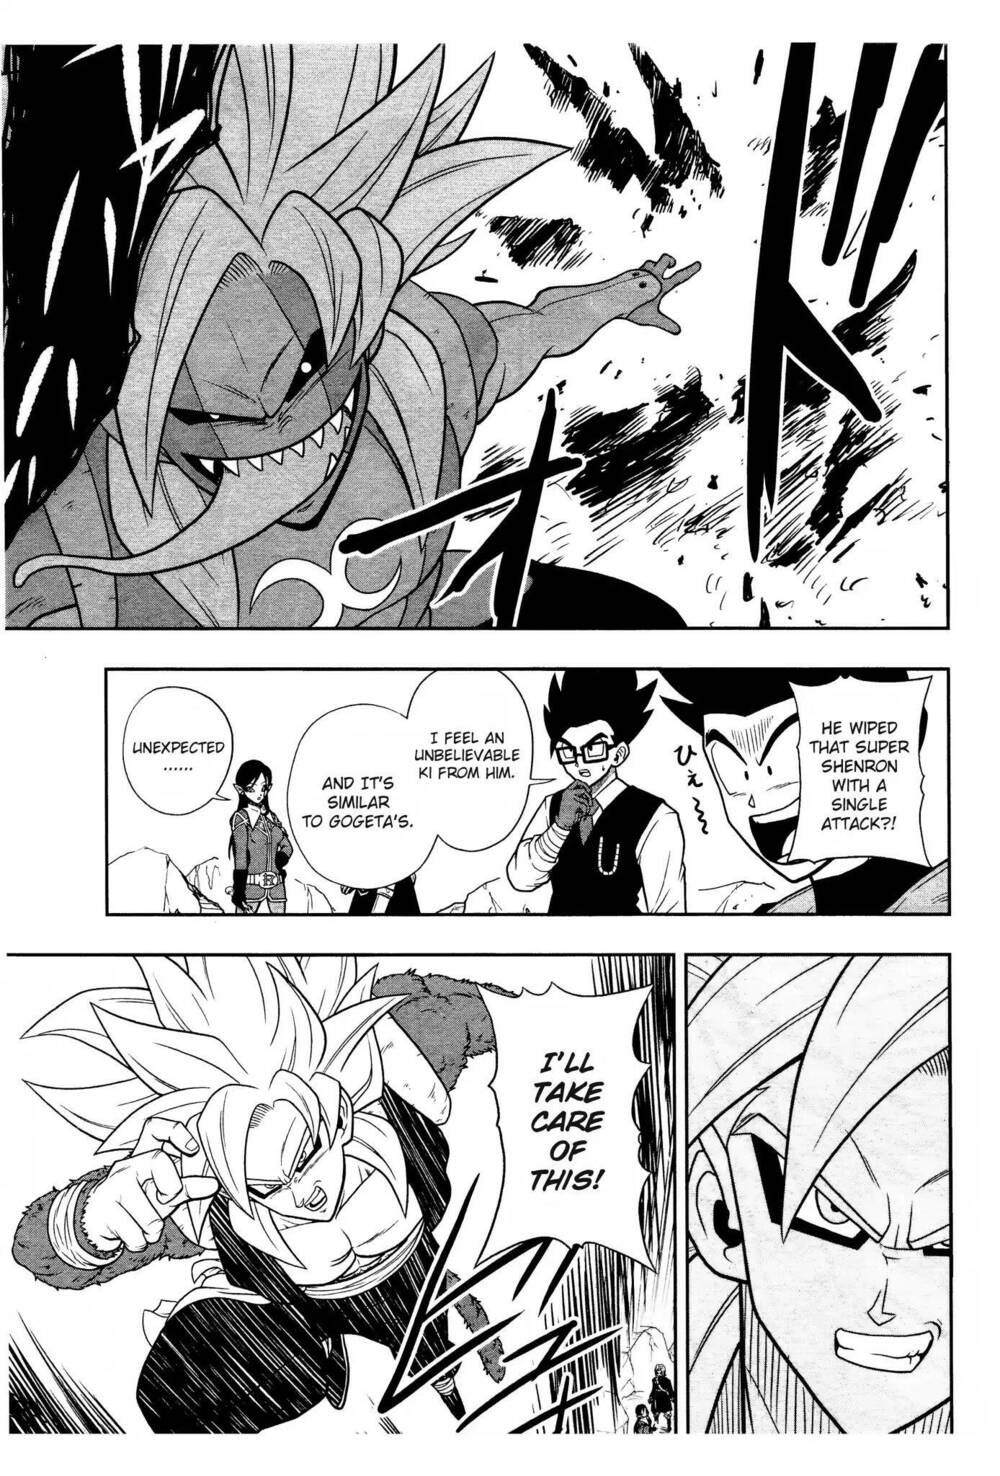 HE WIPED
THAT SUPER
SHENRON
WITH A
SINGLE
ATTACK?!
ひぇ〜
I FEEL AN
UNBELIEVABLE
KI FROM HIM.
AND IT'S
SIMILAR
TO GOGETA'S.
UNEXPECTED
......
I'LL
TAKE
CARE
OF
THIS!